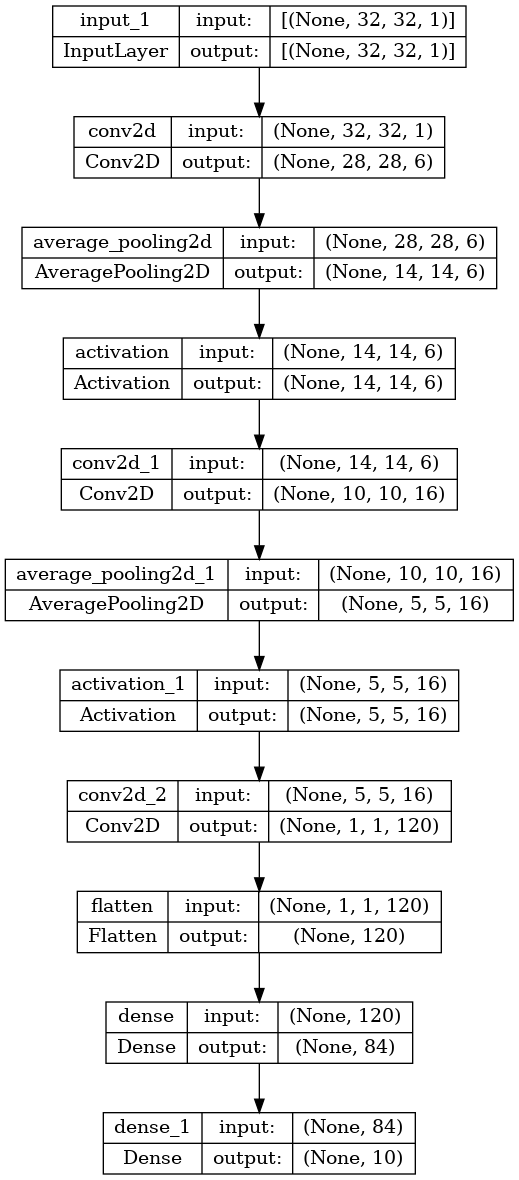 input_1 input: [(None, 32, 32, 1)]
InputLayer output: [(None, 32, 32, 1)]
conv2d input: (None, 32, 32, 1)
Conv2D output: (None, 28, 28, 6)
average_pooling2d input: (None, 28, 28, 6)
AveragePooling2D output: (None, 14, 14, 6)
activation input: (None, 14, 14, 6)
Activation output: (None, 14, 14, 6)
conv2d_1 input: (None, 14, 14, 6)
Conv2D output: (None, 10, 10, 16)
average_pooling2d_1 input: (None, 10, 10, 16)
AveragePooling2D output: (None, 5, 5, 16)
activation_1 input: (None, 5, 5, 16)
Activation output: (None, 5, 5, 16)
conv2d_2 input: (None, 5, 5, 16)
Conv2D output: (None, 1, 1, 120)
flatten input: (None, 1, 1, 120)
Flatten output: (None, 120)
dense input: (None, 120)
Dense output: (None, 84)
dense_1 input: (None, 84)
Dense output: (None, 10)